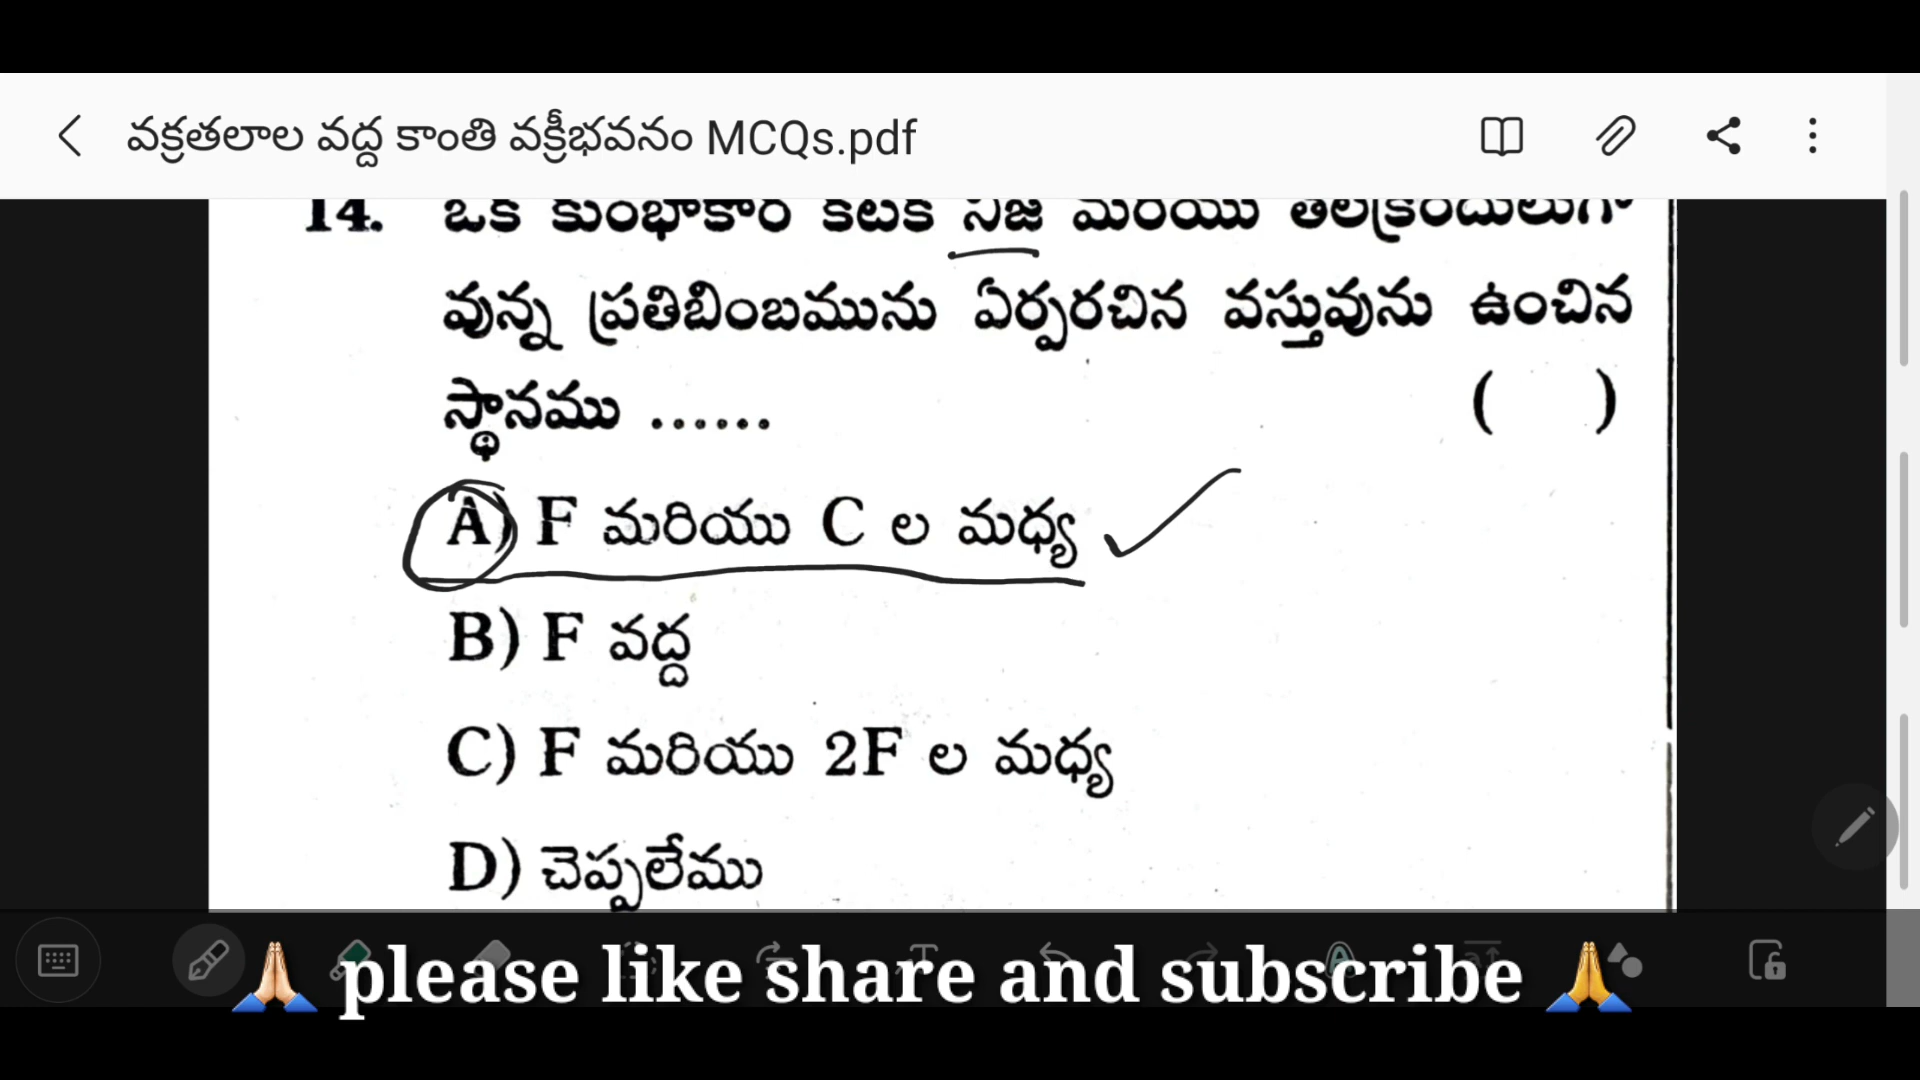 వక్రతలాల వద్ద కాంతి వక్రీభవనం MCQs.pdf
14. ఒక కుంభాకార కటక నిజ మరియు తలక్రిందులుగా
వున్న ప్రతిబింబమును ఏర్పరచిన వస్తువును ఉంచిన
స్థానము ...... ( )
A) F మరియు C ల మధ్య
B) F వద్ద
C) F మరియు 2F ల మధ్య
D) చెప్పలేము
🙏 please like share and subscribe 🙏